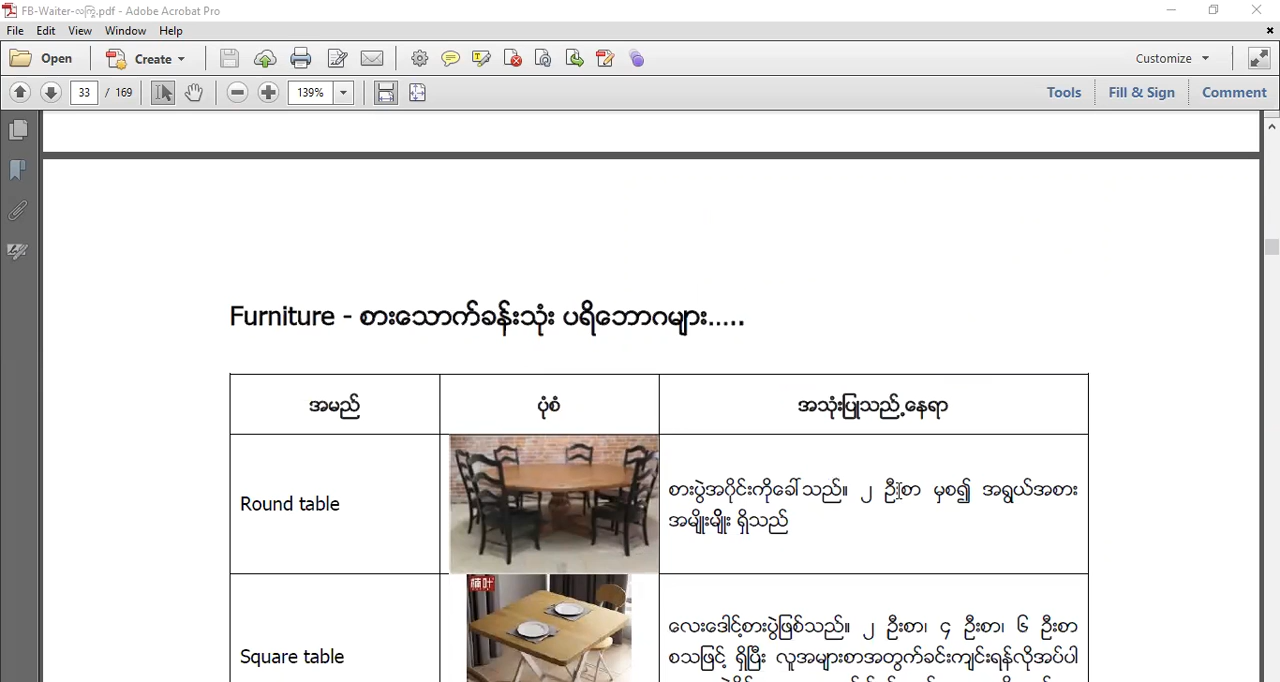 FB-Waiter-လက္စြဲ.pdf - Adobe Acrobat Pro
File Edit View Window Help
Open Create Customize
33 / 169 139% Tools Fill & Sign Comment
Furniture - စားသောက်ခန်းသုံး ပရိဘောဂများ.....
အမည် ပုံစံ အသုံးပြုသည့်နေရာ
Round table
စားပွဲအဝိုင်းကိုခေါ်သည်။ ၂ ဦးစာ မှစ၍ အရွယ်အစား
အမျိုးမျိုး ရှိသည်
Square table
လေးဒေါင့်စားပွဲဖြစ်သည်။ ၂ ဦးစာ၊ ၄ ဦးစာ၊ ၆ ဦးစာ
စသဖြင့် ရှိပြီး လူအများစာအတွက်ခင်းကျင်းရန်လိုအပ်ပါ